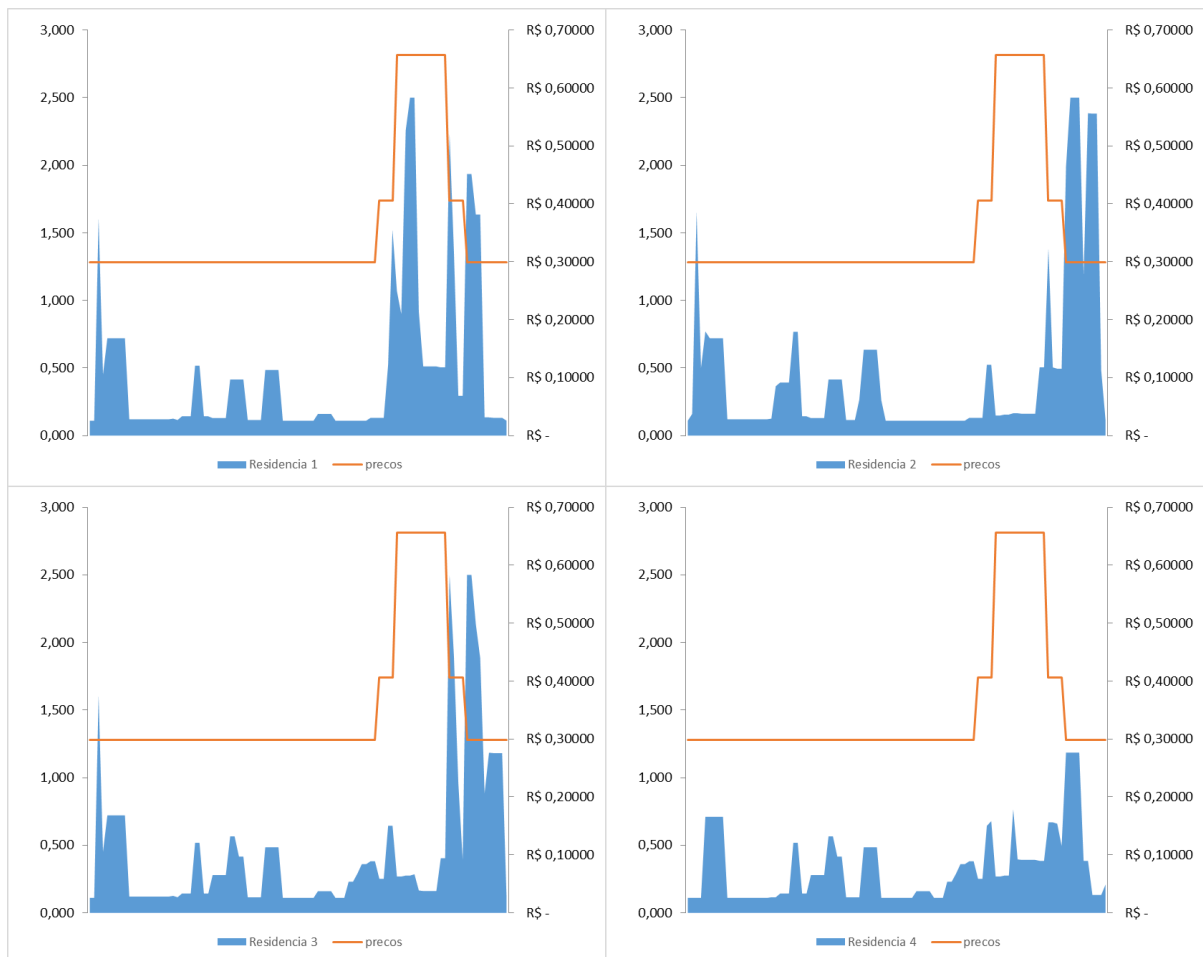 3,000
2,500
2,000
1,500
1,000
0,500
0,000
R$ 0,70000
R$ 0,60000
R$ 0,50000
R$ 0,40000
R$ 0,30000
R$ 0,20000
R$ 0,10000
R$ -
Residencia 1 precos
3,000
2,500
2,000
1,500
1,000
0,500
0,000
R$ 0,70000
R$ 0,60000
R$ 0,50000
R$ 0,40000
R$ 0,30000
R$ 0,20000
R$ 0,10000
R$ -
Residencia 2 precos
3,000
2,500
2,000
1,500
1,000
0,500
0,000
R$ 0,70000
R$ 0,60000
R$ 0,50000
R$ 0,40000
R$ 0,30000
R$ 0,20000
R$ 0,10000
R$ -
Residencia 3 precos
3,000
2,500
2,000
1,500
1,000
0,500
0,000
R$ 0,70000
R$ 0,60000
R$ 0,50000
R$ 0,40000
R$ 0,30000
R$ 0,20000
R$ 0,10000
R$ -
Residencia 4 precos